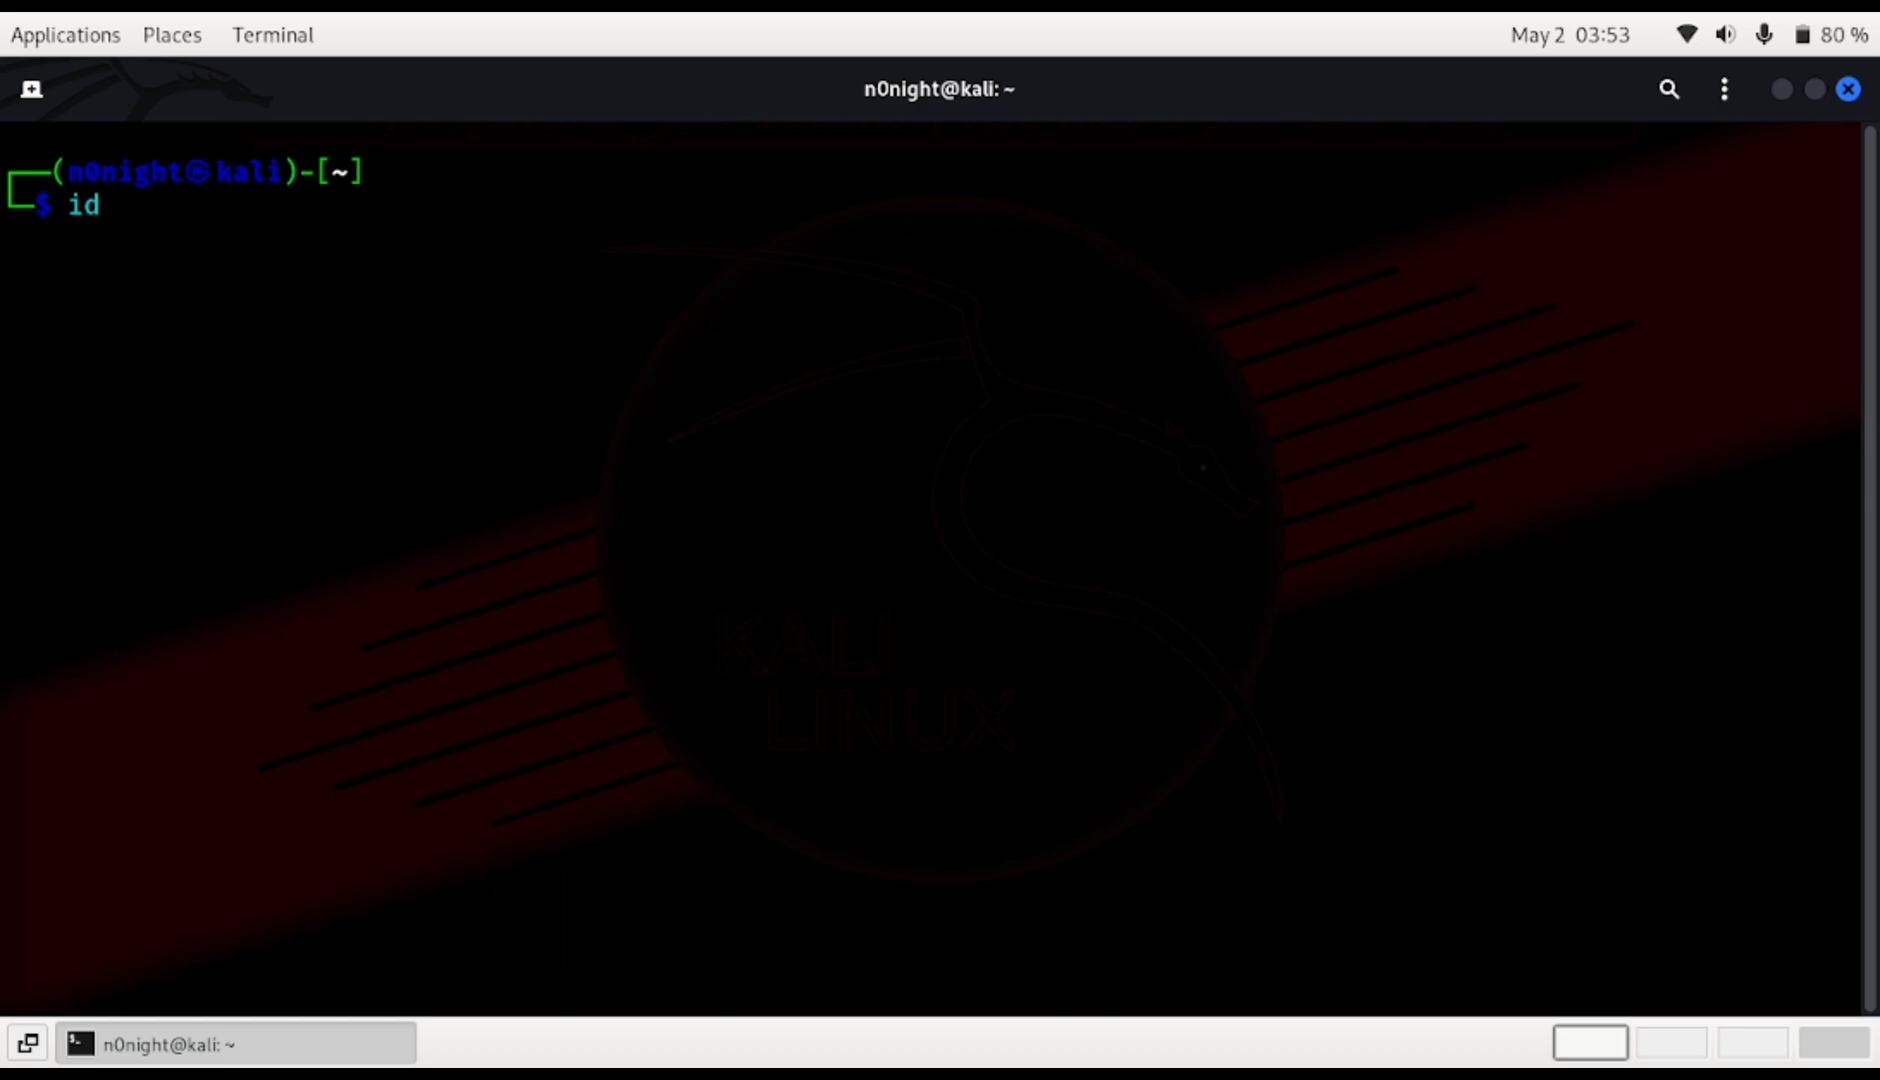 Applications Places Terminal May 2 03:53 80 %
n0night@kali: ~
┌──(n0night㉿kali)-[~]
└─$ id
KALI
LINUX
n0night@kali: ~